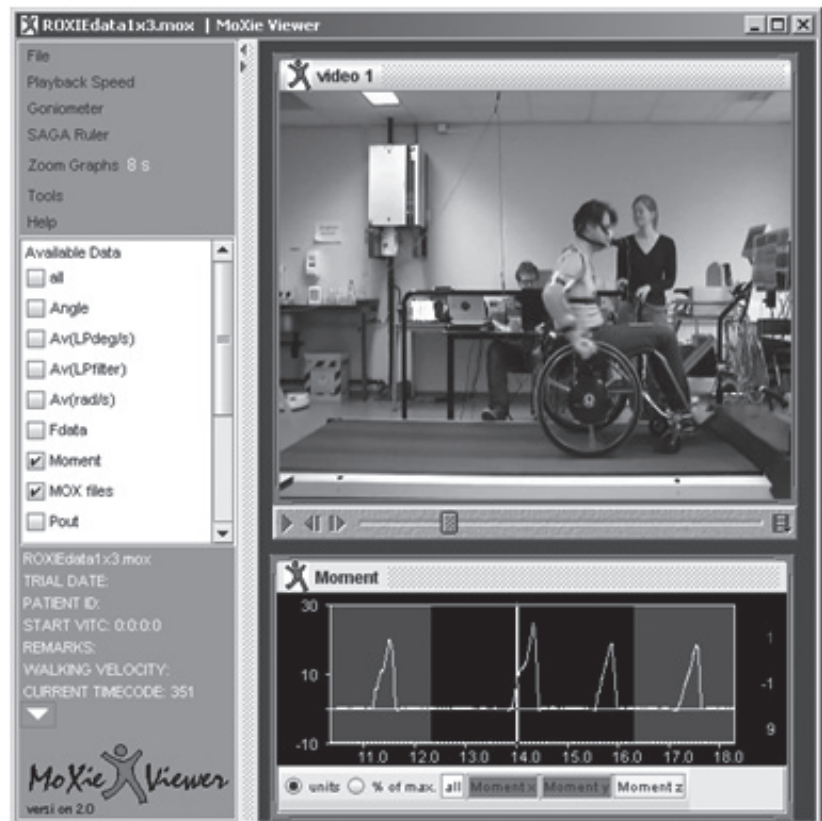 ROXIEdata1x3.mox | MoXie Viewer
File
Playback Speed
Goniometer
SAGA Ruler
Zoom Graphs 8 s
Tools
Help
Available Data
all
Angle
Av(LPdeg/s)
Av(LPfilter)
Av(rad/s)
Fdata
Moment
MOX files
Pout
ROXIEdata1x3.mox
TRIAL DATE:
PATIENT ID:
START VITC: 0:0:0:0
REMARKS:
WALKING VELOCITY:
CURRENT TIMECODE: 351
MoXie Viewer
versi on 2.0
video 1
Moment
30
10
-10
11.0 12.0 13.0 14.0 15.0 16.0 17.0 18.0
1
-1
9
units % of max. all Moment x Moment y Moment z